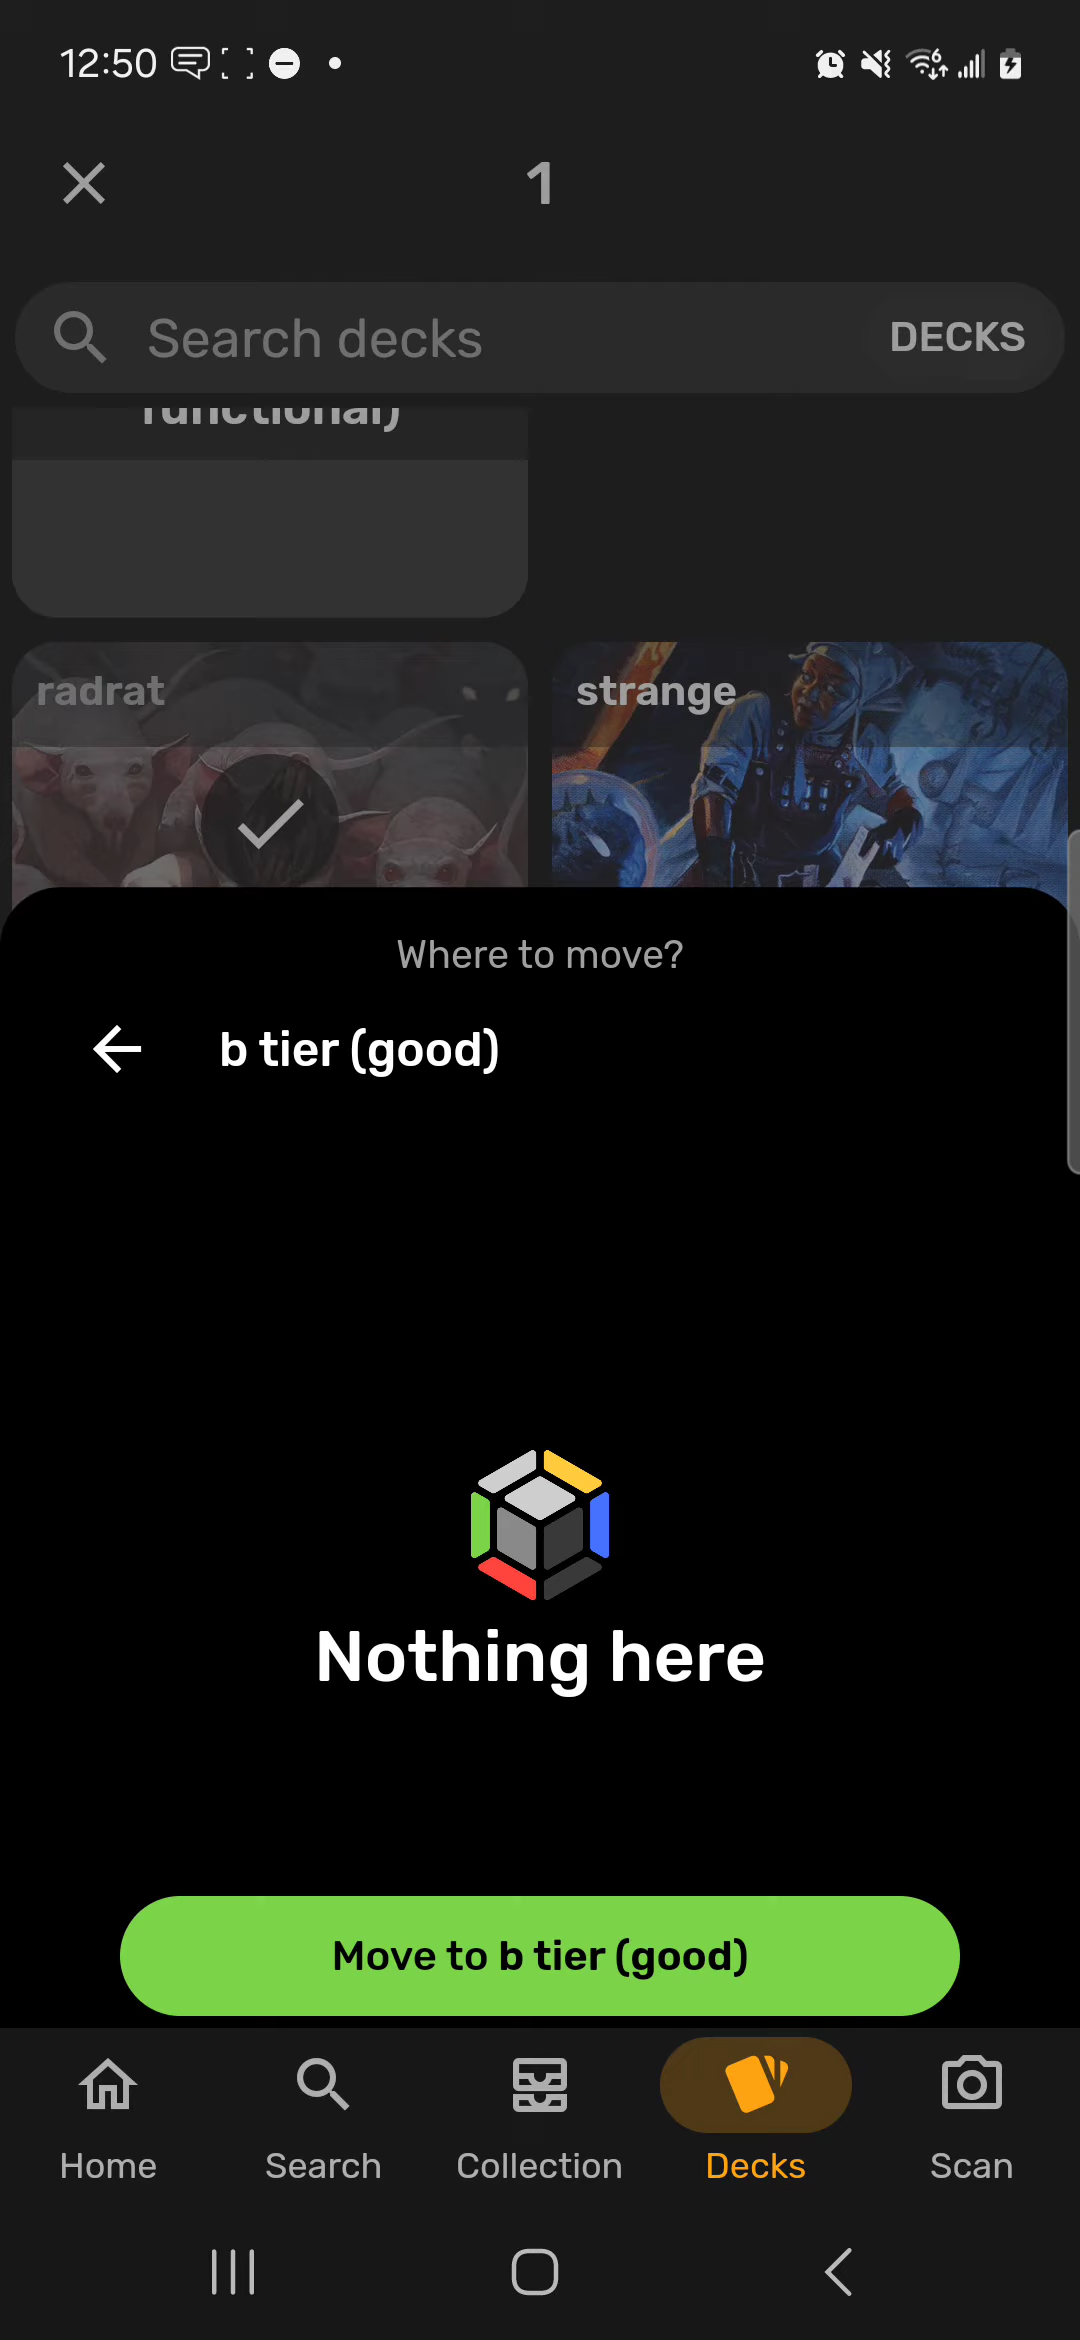 12:50
1
Search decks
DECKS
functional)
radrat
strange
Where to move?
b tier (good)
Nothing here
Move to b tier (good)
Home
Search
Collection
Decks
Scan